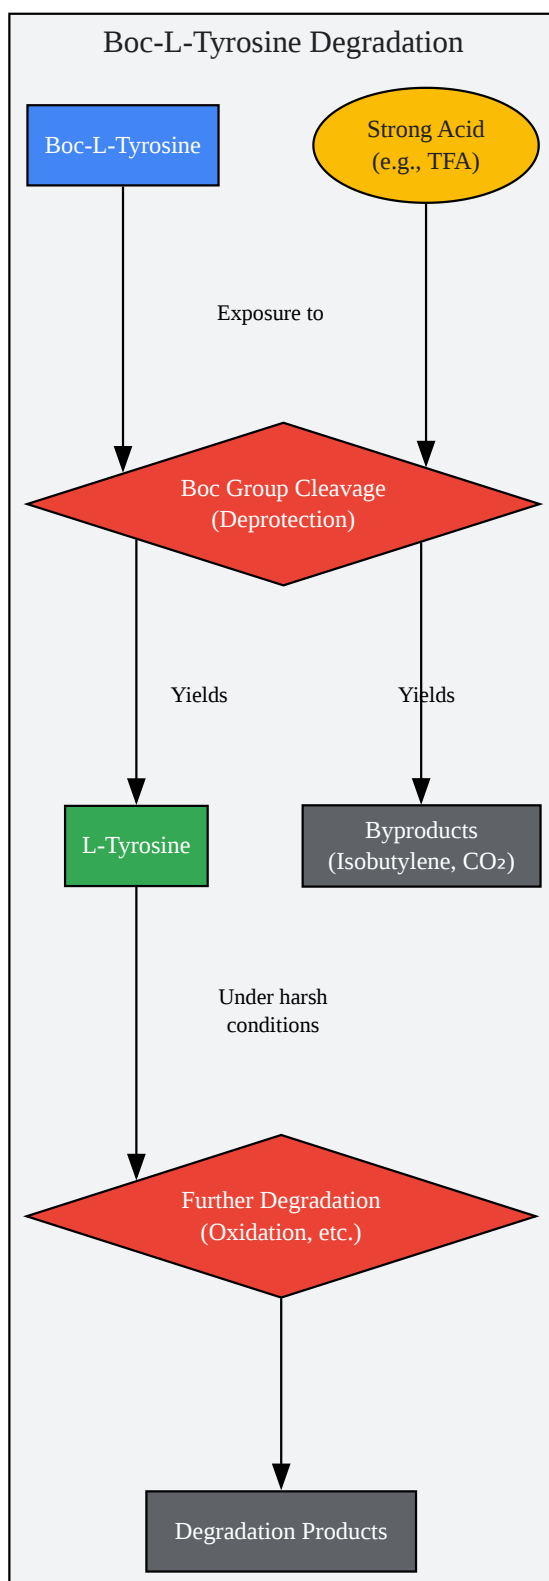 Boc-L-Tyrosine Degradation
Boc-L-Tyrosine
Strong Acid
(e.g., TFA)
Exposure to
Boc Group Cleavage
(Deprotection)
Yields
Yields
L-Tyrosine
Byproducts
(Isobutylene, CO₂)
Under harsh
conditions
Further Degradation
(Oxidation, etc.)
Degradation Products